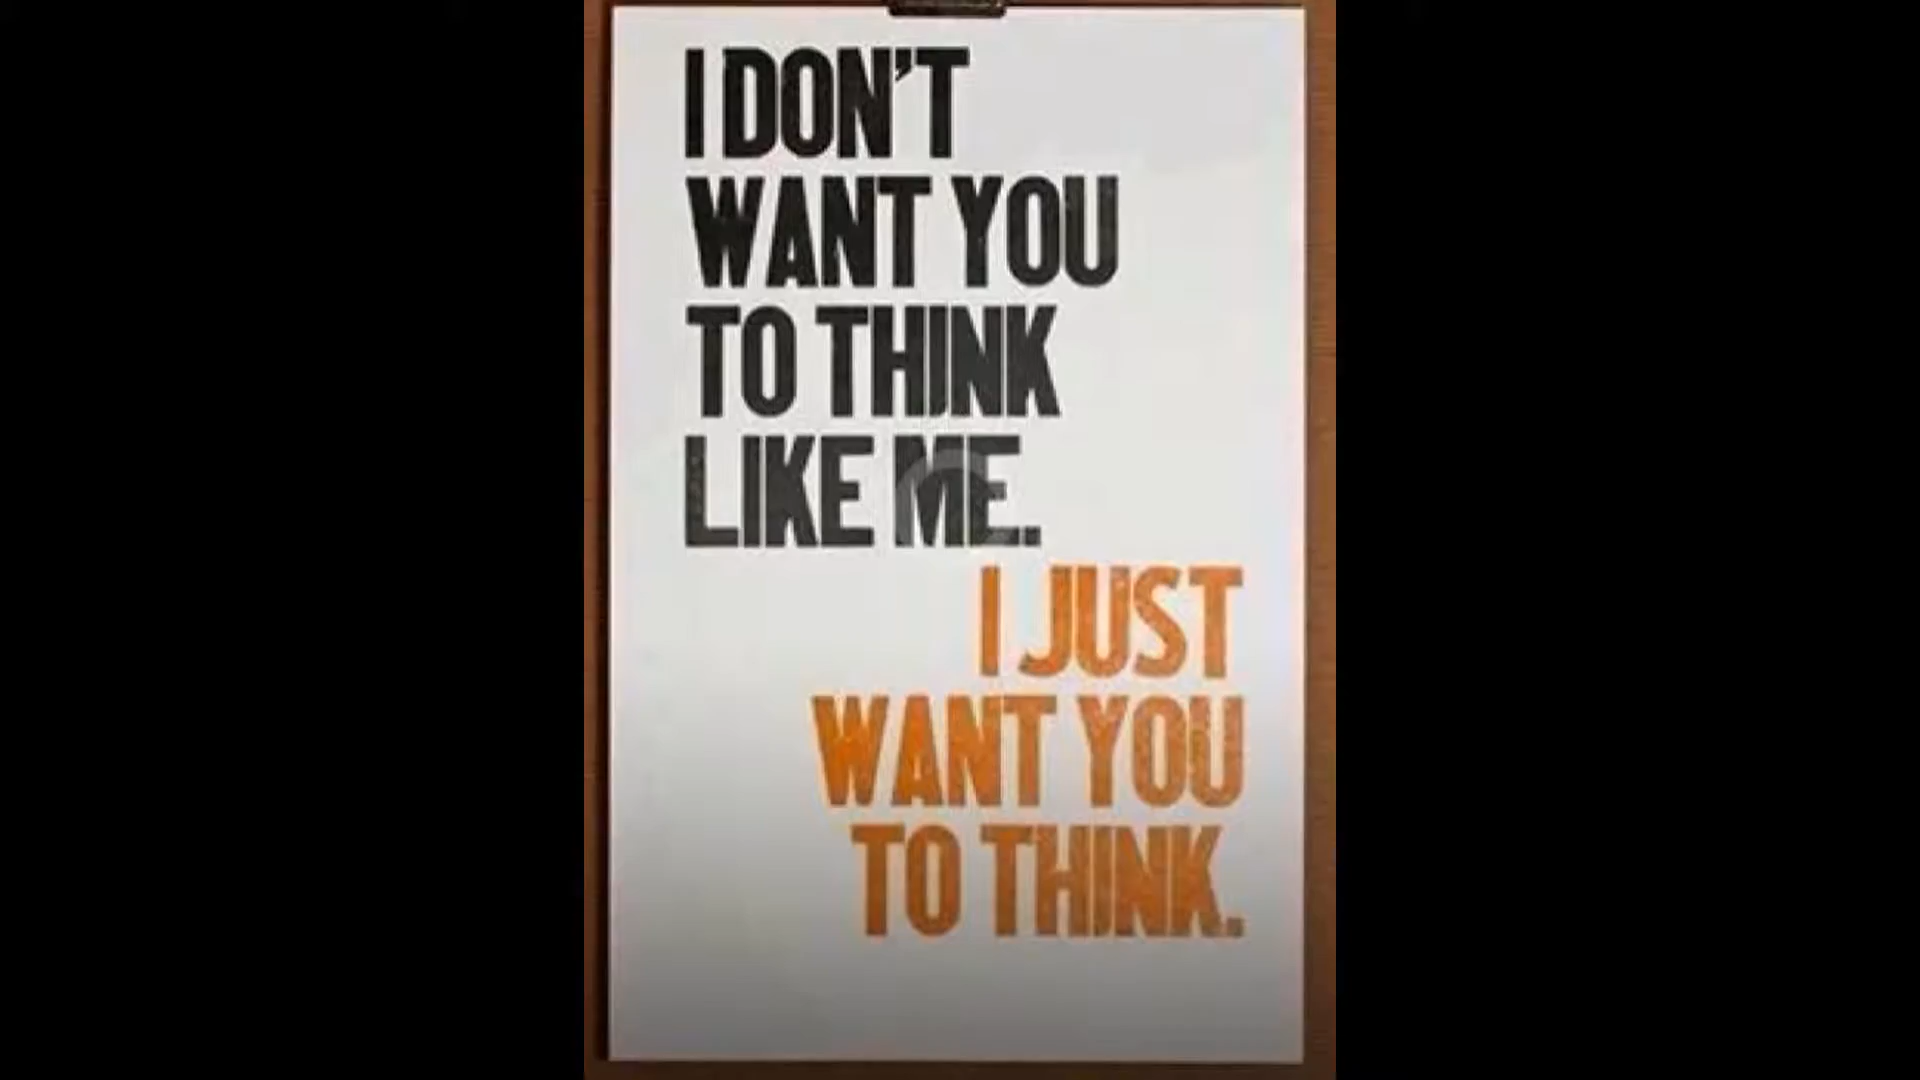 I DON'T
WANT YOU
TO THINK
LIKE ME.
I JUST
WANT YOU
TO THINK.